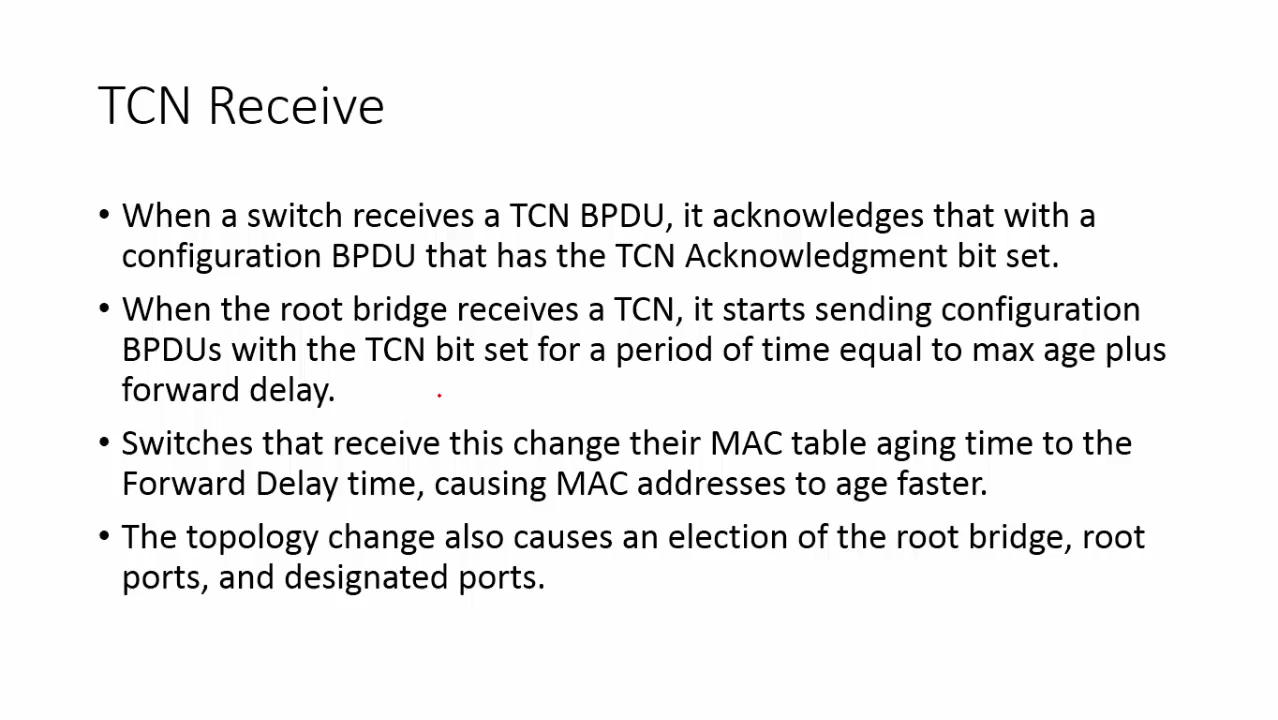 TCN Receive
• When a switch receives a TCN BPDU, it acknowledges that with a
configuration BPDU that has the TCN Acknowledgment bit set.
• When the root bridge receives a TCN, it starts sending configuration
BPDUs with the TCN bit set for a period of time equal to max age plus
forward delay.
• Switches that receive this change their MAC table aging time to the
Forward Delay time, causing MAC addresses to age faster.
• The topology change also causes an election of the root bridge, root
ports, and designated ports.